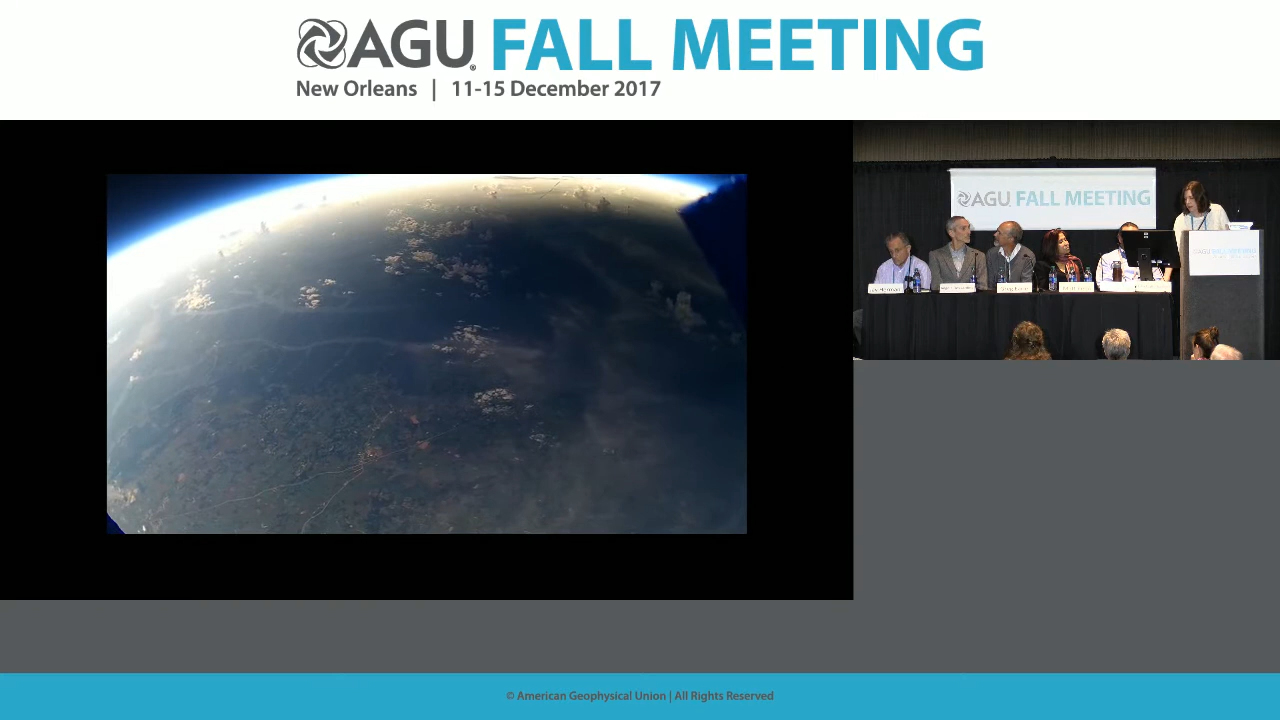 AGU FALL MEETING
New Orleans | 11-15 December 2017
AGU FALL MEETING
© American Geophysical Union | All Rights Reserved